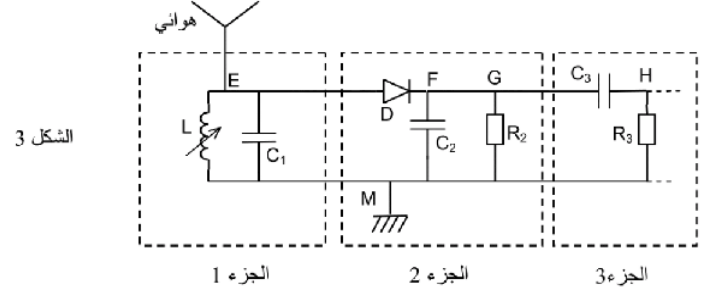 هوائي
E
F
G
C₃
H
D
L
C₁
C₂
R₂
R₃
الشكل 3
M
الجزء 1
الجزء 2
الجزء3